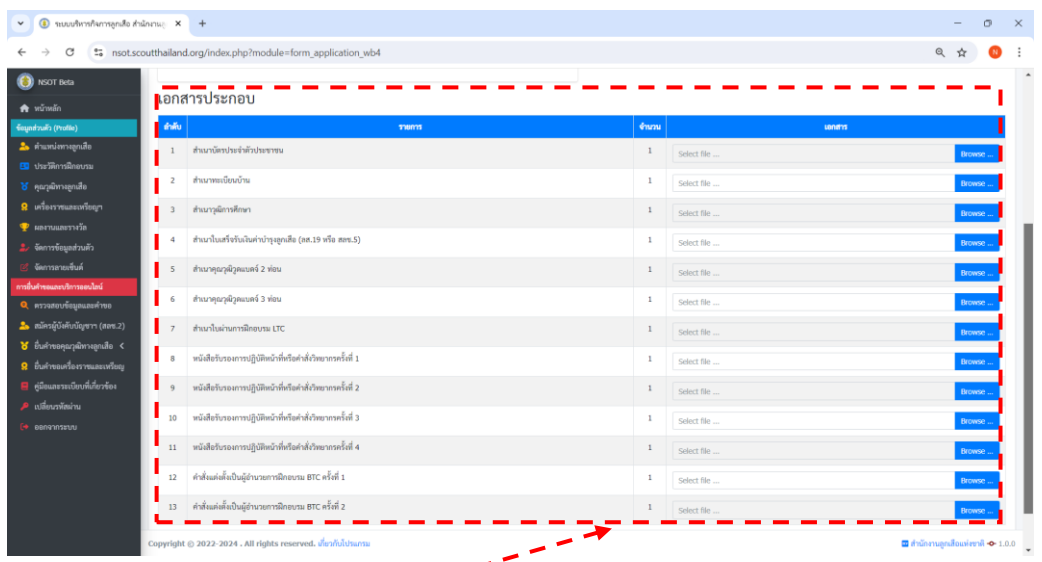 ระบบบริหารกิจการลูกเสือ สำนักงานลู
nsot.scoutthailand.org/index.php?module=form_application_wb4
N
NSOT Beta
หน้าหลัก
ข้อมูลส่วนตัว (Profile)
ตำแหน่งทางลูกเสือ
ประวัติการฝึกอบรม
คุณวุฒิทางลูกเสือ
เครื่องราชและเหรียญฯ
ผลงานและรางวัล
จัดการข้อมูลส่วนตัว
จัดการลายเซ็นต์
การยื่นคำขอและบริการออนไลน์
ตรวจสอบข้อมูลและคำขอ
สมัครผู้บังคับบัญชาฯ (ลสช.2)
ยื่นคำขอคุณวุฒิทางลูกเสือ
ยื่นคำขอเครื่องราชและเหรียญ
คู่มือและระเบียบที่เกี่ยวข้อง
เปลี่ยนรหัสผ่าน
ออกจากระบบ
เอกสารประกอบ
ลำดับ รายการ จำนวน เอกสาร
1 สำเนาบัตรประจำตัวประชาชน 1 Select file ... Browse ...
2 สำเนาทะเบียนบ้าน 1 Select file ... Browse ...
3 สำเนาวุฒิการศึกษา 1 Select file ... Browse ...
4 สำเนาใบเสร็จรับเงินค่าบำรุงลูกเสือ (ลส.19 หรือ ลสช.5) 1 Select file ... Browse ...
5 สำเนาคุณวุฒิวูดแบดจ์ 2 ท่อน 1 Select file ... Browse ...
6 สำเนาคุณวุฒิวูดแบดจ์ 3 ท่อน 1 Select file ... Browse ...
7 สำเนาใบผ่านการฝึกอบรม LTC 1 Select file ... Browse ...
8 หนังสือรับรองการปฏิบัติหน้าที่หรือคำสั่งวิทยากรครั้งที่ 1 1 Select file ... Browse ...
9 หนังสือรับรองการปฏิบัติหน้าที่หรือคำสั่งวิทยากรครั้งที่ 2 1 Select file ... Browse ...
10 หนังสือรับรองการปฏิบัติหน้าที่หรือคำสั่งวิทยากรครั้งที่ 3 1 Select file ... Browse ...
11 หนังสือรับรองการปฏิบัติหน้าที่หรือคำสั่งวิทยากรครั้งที่ 4 1 Select file ... Browse ...
12 คำสั่งแต่งตั้งเป็นผู้อำนวยการฝึกอบรม BTC ครั้งที่ 1 1 Select file ... Browse ...
13 คำสั่งแต่งตั้งเป็นผู้อำนวยการฝึกอบรม BTC ครั้งที่ 2 1 Select file ... Browse ...
Copyright © 2022-2024 . All rights reserved. เกี่ยวกับโปรแกรม สำนักงานลูกเสือแห่งชาติ 1.0.0